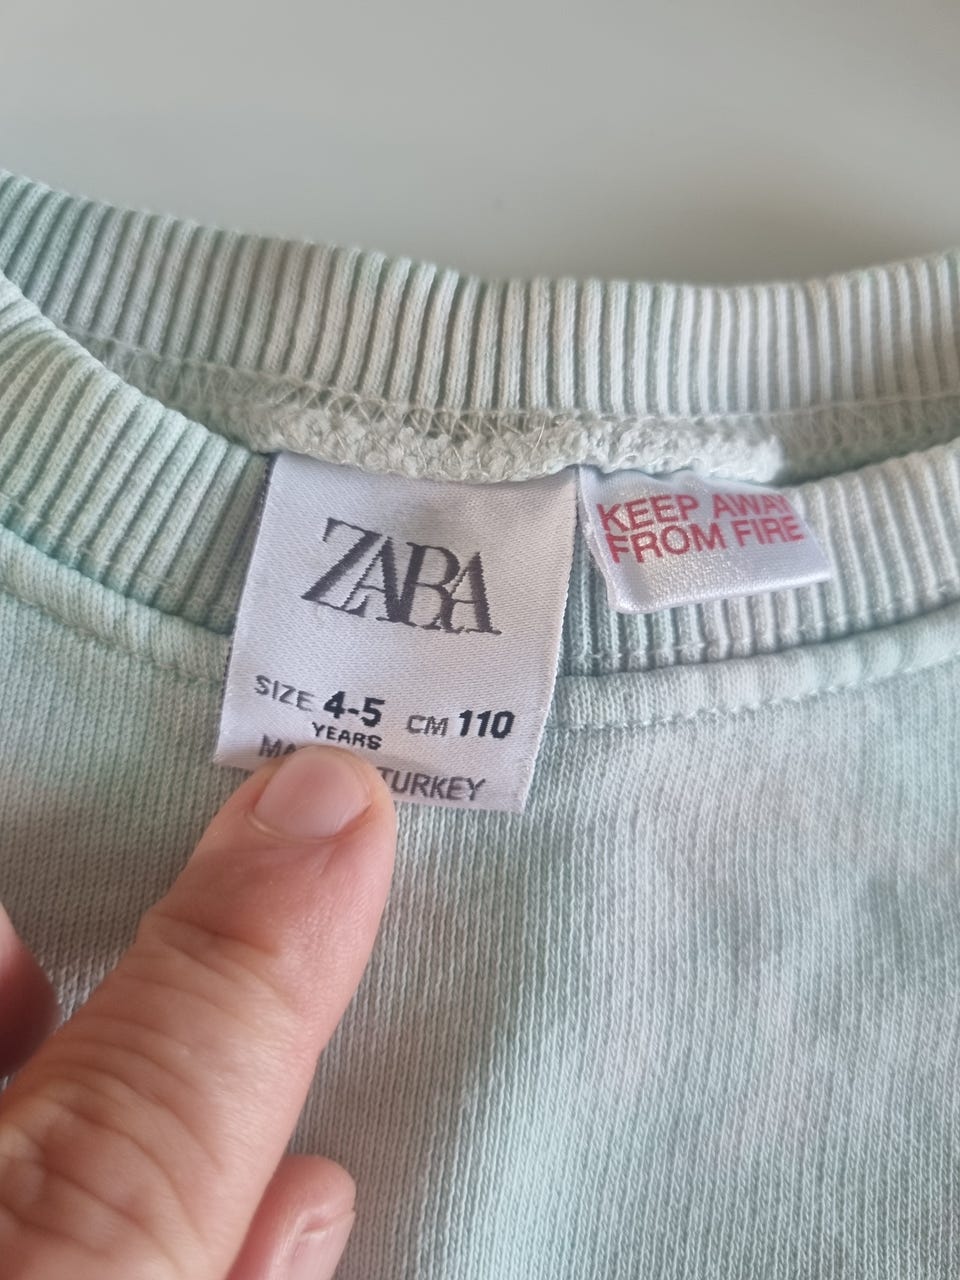 ZARA
SIZE 4-5 CM 110
YEARS
TURKEY
KEEP AWAY
FROM FIRE